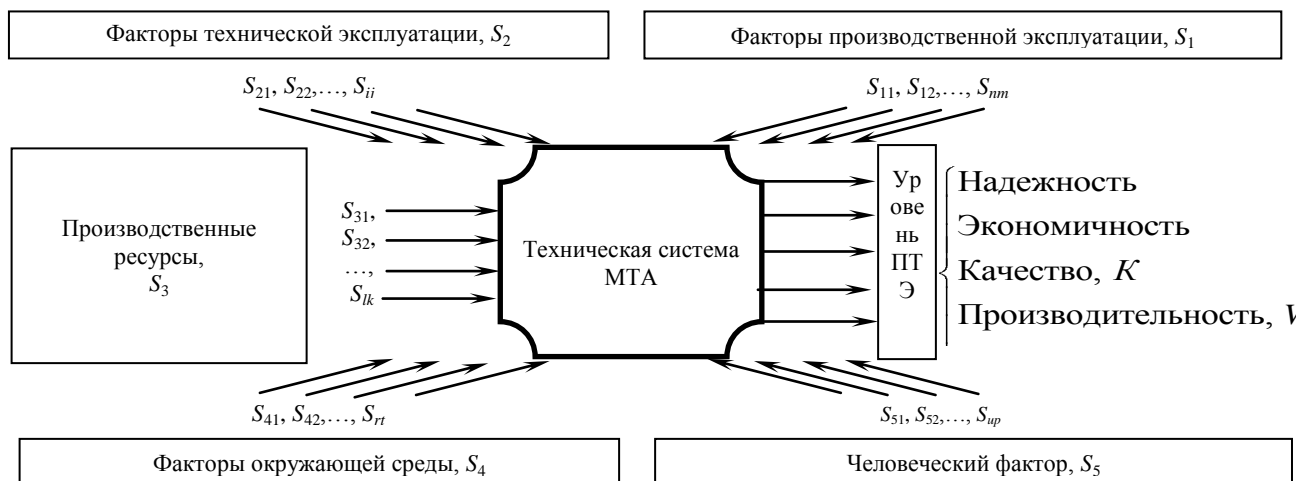 Факторы технической эксплуатации, S2
Факторы производственной эксплуатации, S1
S21, S22,…, Sij
S11, S12,…, Snm
Производственные
ресурсы,
S3
S31,
S32,
…,
Slk
Техническая система
МТА
Ур
ове
нь
ПТ
Э
Надежность
Экономичность
Качество, K
Производительность,
S41, S42,…, Srt
S51, S52,…, Sup
Факторы окружающей среды, S4
Человеческий фактор, S5